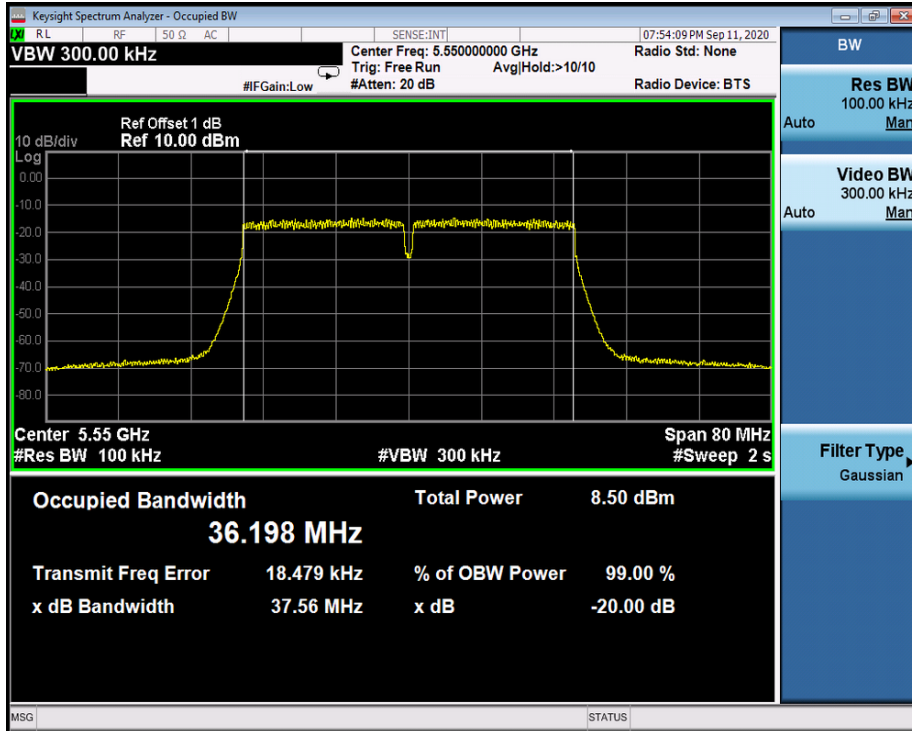 Keysight Spectrum Analyzer - Occupied BW
LXI RL RF 50 Ω AC SENSE:INT 07:54:09 PM Sep 11, 2020
VBW 300.00 kHz
Center Freq: 5.550000000 GHz
Radio Std: None
Trig: Free Run Avg|Hold:>10/10
#IFGain:Low #Atten: 20 dB Radio Device: BTS
Ref Offset 1 dB
10 dB/div Ref 10.00 dBm
Log
0.00
-10.0
-20.0
-30.0
-40.0
-50.0
-60.0
-70.0
-80.0
Center 5.55 GHz Span 80 MHz
#Res BW 100 kHz #VBW 300 kHz #Sweep 2 s
Occupied Bandwidth Total Power 8.50 dBm
36.198 MHz
Transmit Freq Error 18.479 kHz % of OBW Power 99.00 %
x dB Bandwidth 37.56 MHz x dB -20.00 dB
MSG STATUS
BW
Res BW
100.00 kHz
Auto Man
Video BW
300.00 kHz
Auto Man
Filter Type
Gaussian